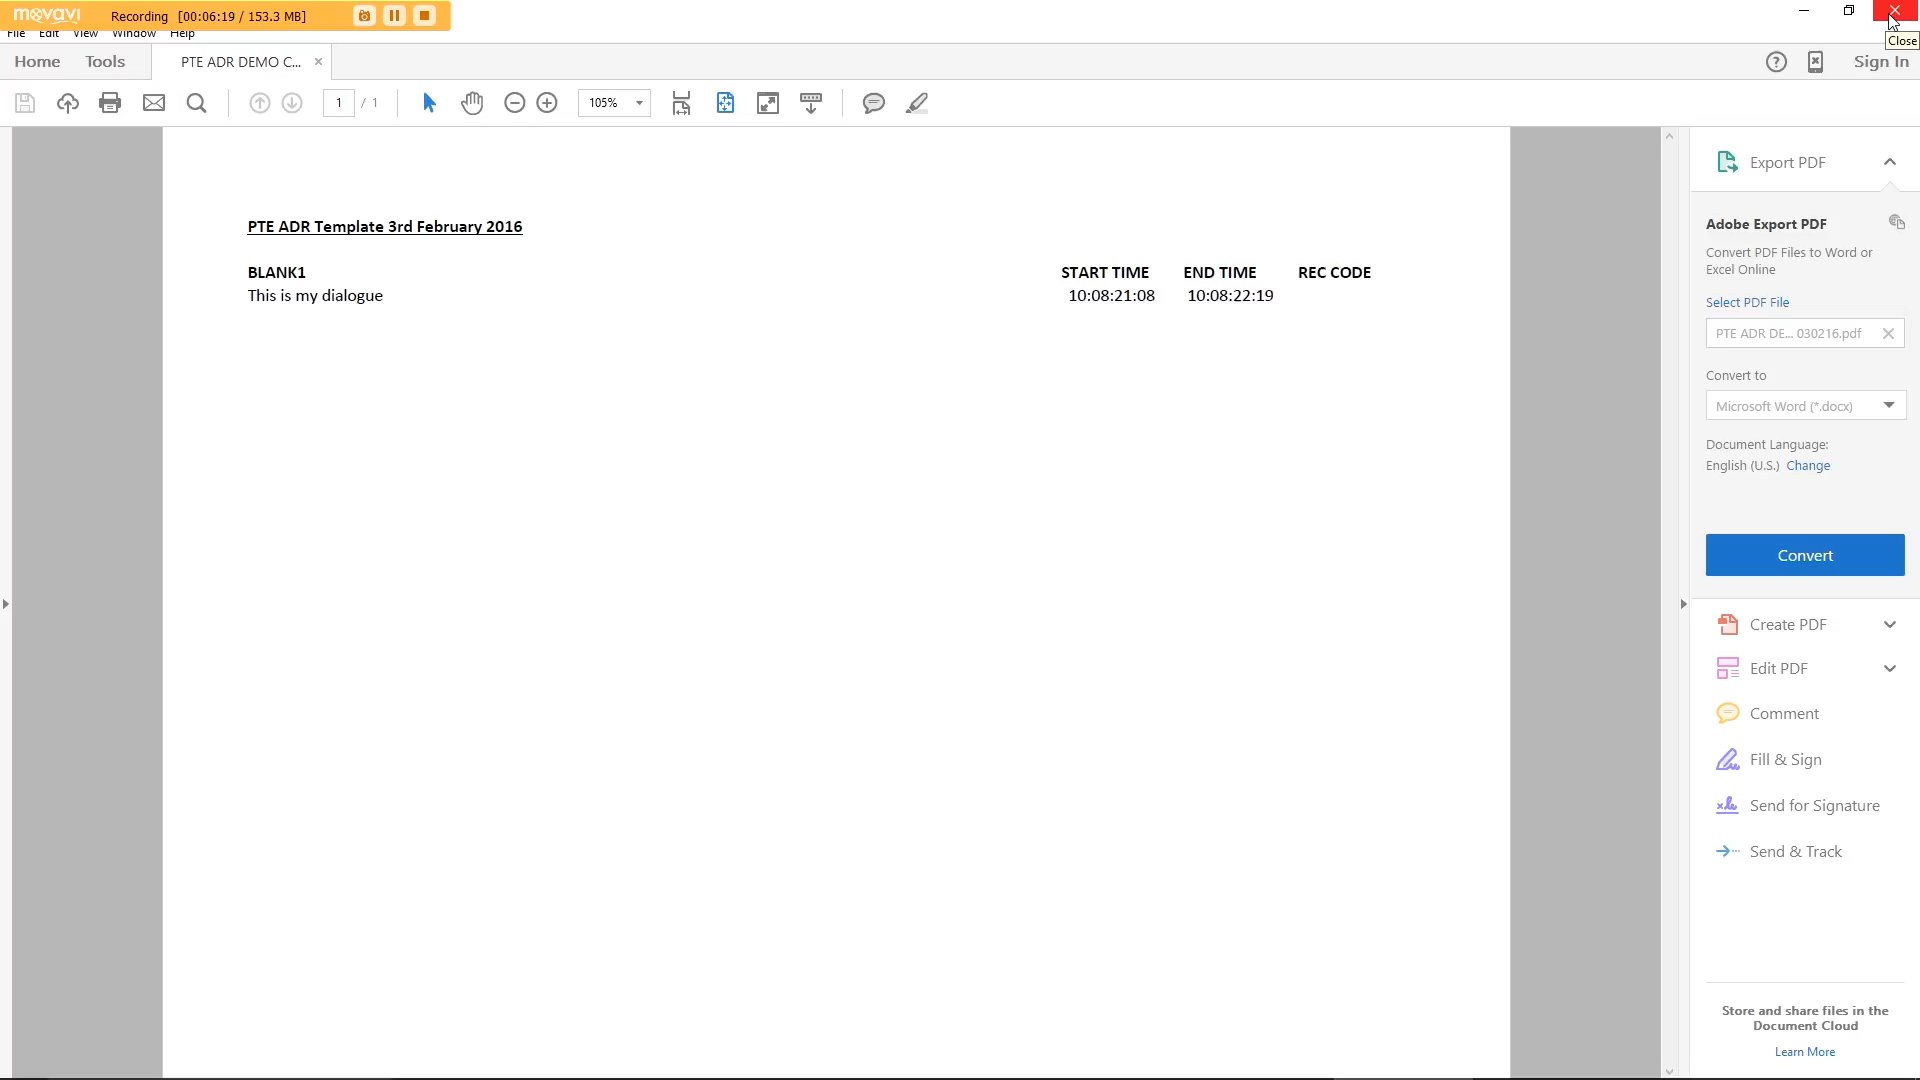 movavi Recording [00:06:19 / 153.3 MB]
File Edit View Window Help
Close
Home Tools PTE ADR DEMO C... Sign In
1 / 1 105%
PTE ADR Template 3rd February 2016
BLANK1 START TIME END TIME REC CODE
This is my dialogue 10:08:21:08 10:08:22:19
Export PDF
Adobe Export PDF
Convert PDF Files to Word or
Excel Online
Select PDF File
PTE ADR DE... 030216.pdf
Convert to
Microsoft Word (*.docx)
Document Language:
English (U.S.) Change
Convert
Create PDF
Edit PDF
Comment
Fill & Sign
Send for Signature
Send & Track
Store and share files in the
Document Cloud
Learn More